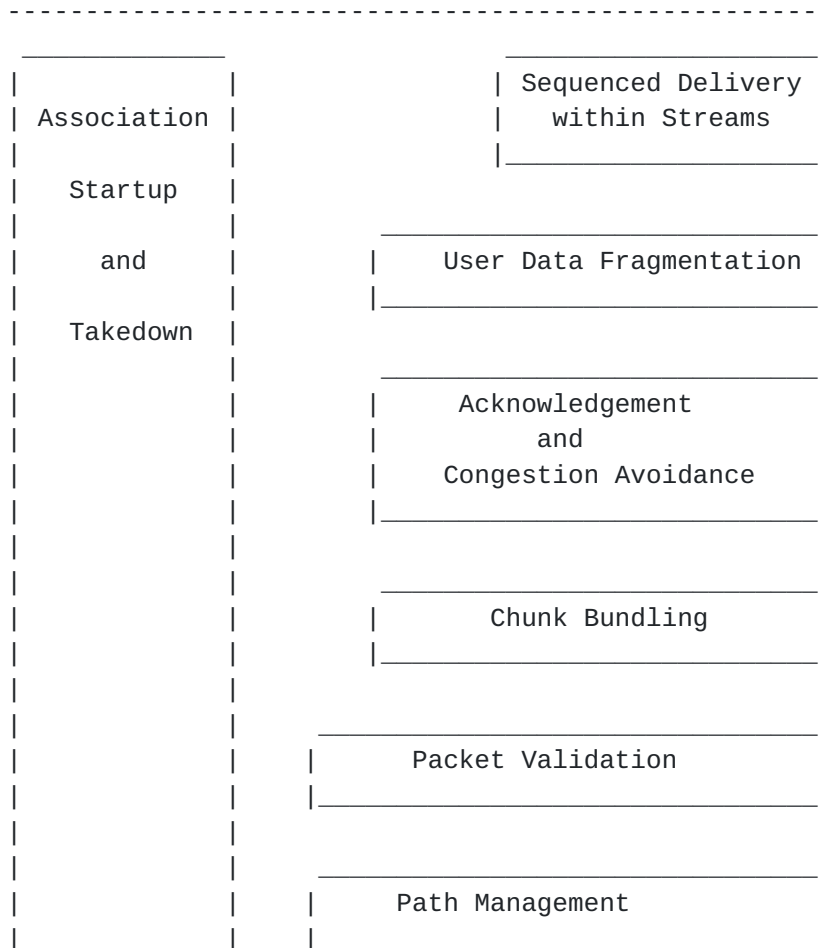 Sequenced Delivery
Association within Streams
Startup
and User Data Fragmentation
Takedown
Acknowledgement
and
Congestion Avoidance
Chunk Bundling
Packet Validation
Path Management